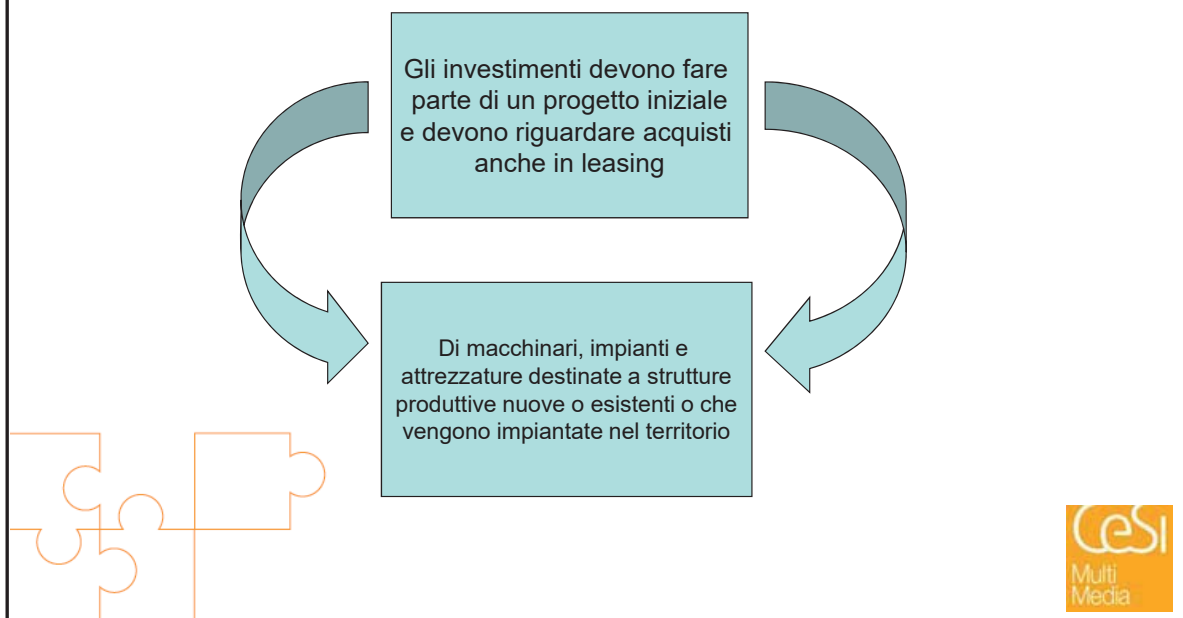 Gli investimenti devono fare
parte di un progetto iniziale
e devono riguardare acquisti
anche in leasing
Di macchinari, impianti e
attrezzature destinate a strutture
produttive nuove o esistenti o che
vengono impiantate nel territorio
CeSi
Multi
Media